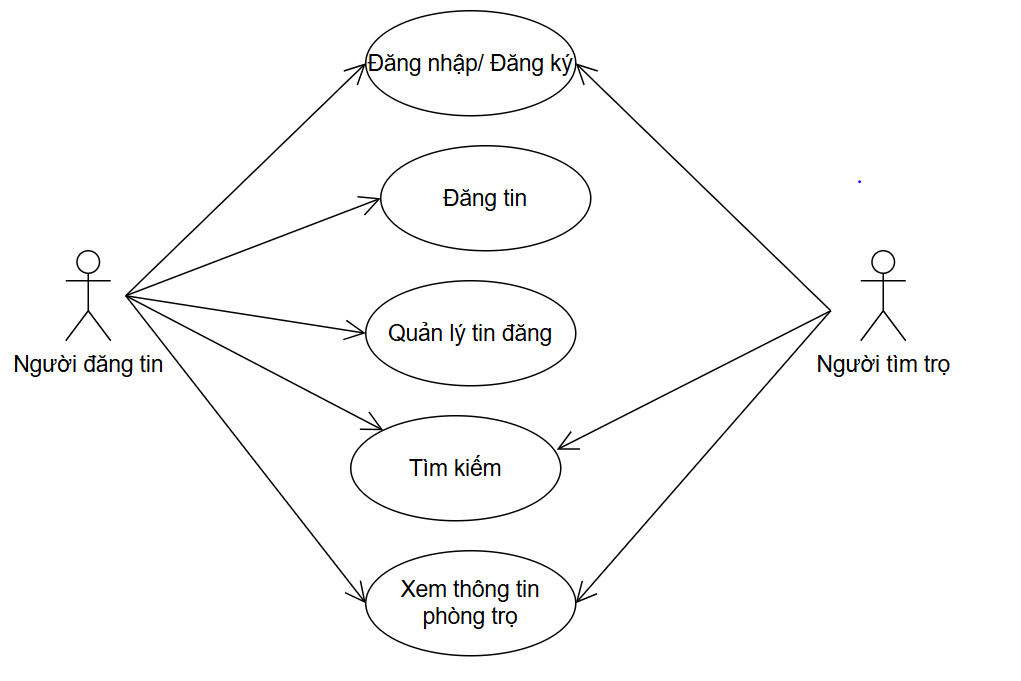 Đăng nhập/ Đăng ký
Đăng tin
Người đăng tin
Quản lý tin đăng
Người tìm trọ
Tìm kiếm
Xem thông tin
phòng trọ